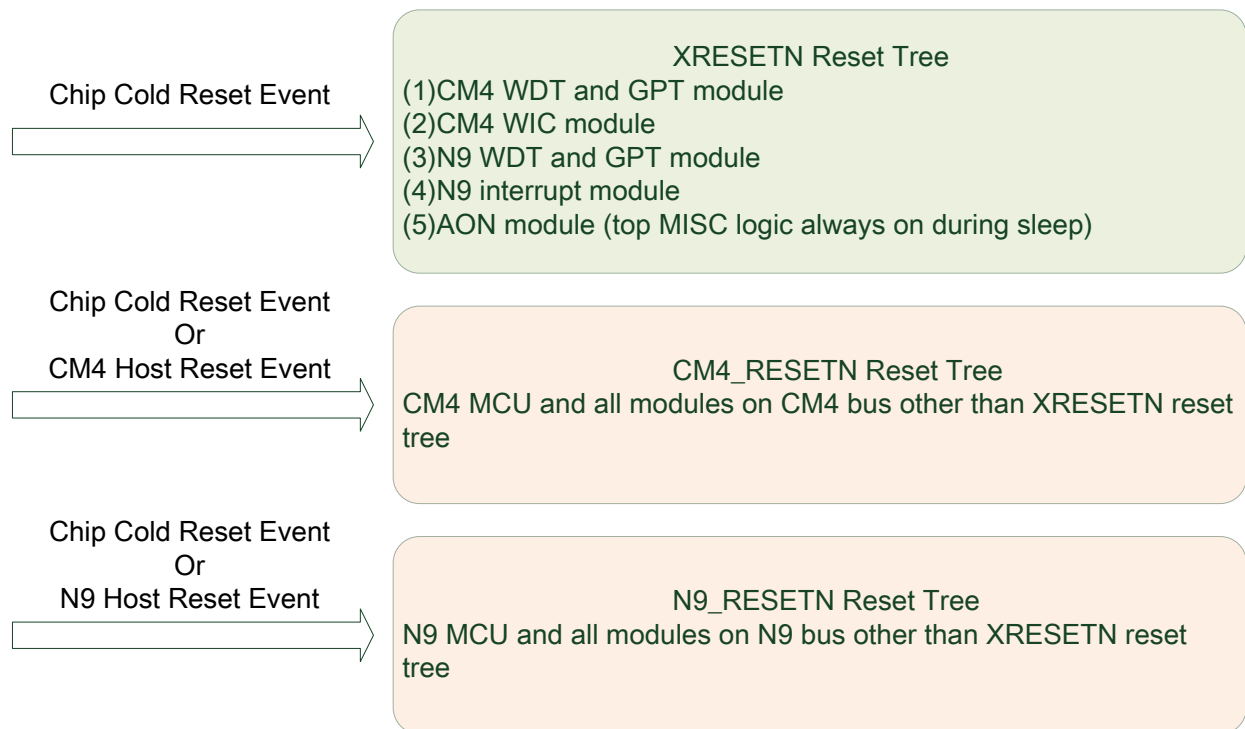 Chip Cold Reset Event
XRESETN Reset Tree
(1)CM4 WDT and GPT module
(2)CM4 WIC module
(3)N9 WDT and GPT module
(4)N9 interrupt module
(5)AON module (top MISC logic always on during sleep)
Chip Cold Reset Event
Or
CM4 Host Reset Event
CM4_RESETN Reset Tree
CM4 MCU and all modules on CM4 bus other than XRESETN reset
tree
Chip Cold Reset Event
Or
N9 Host Reset Event
N9_RESETN Reset Tree
N9 MCU and all modules on N9 bus other than XRESETN reset
tree